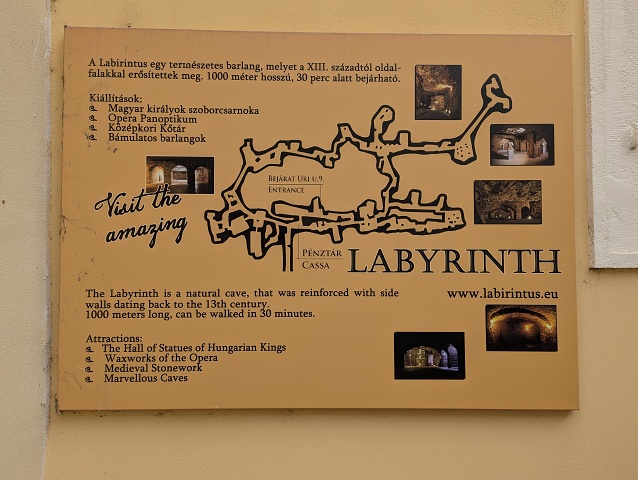 A Labirintus egy természetes barlang, melyet a XIII. századtól oldal-
falakkal erősítettek meg. 1000 méter hosszú, 30 perc alatt bejárható.
Kiállítások:
Magyar királyok szoborcsarnoka
Opera Panoptikum
Középkori Kőtár
Bámulatos barlangok
Visit the
amazing
BEJÁRAT URI U.9.
ENTRANCE
PÉNZTÁR
CASSA
LABYRINTH
www.labirintus.eu
The Labyrinth is a natural cave, that was reinforced with side
walls dating back to the 13th century.
1000 meters long, can be walked in 30 minutes.
Attractions:
The Hall of Statues of Hungarian Kings
Waxworks of the Opera
Medieval Stonework
Marvellous Caves